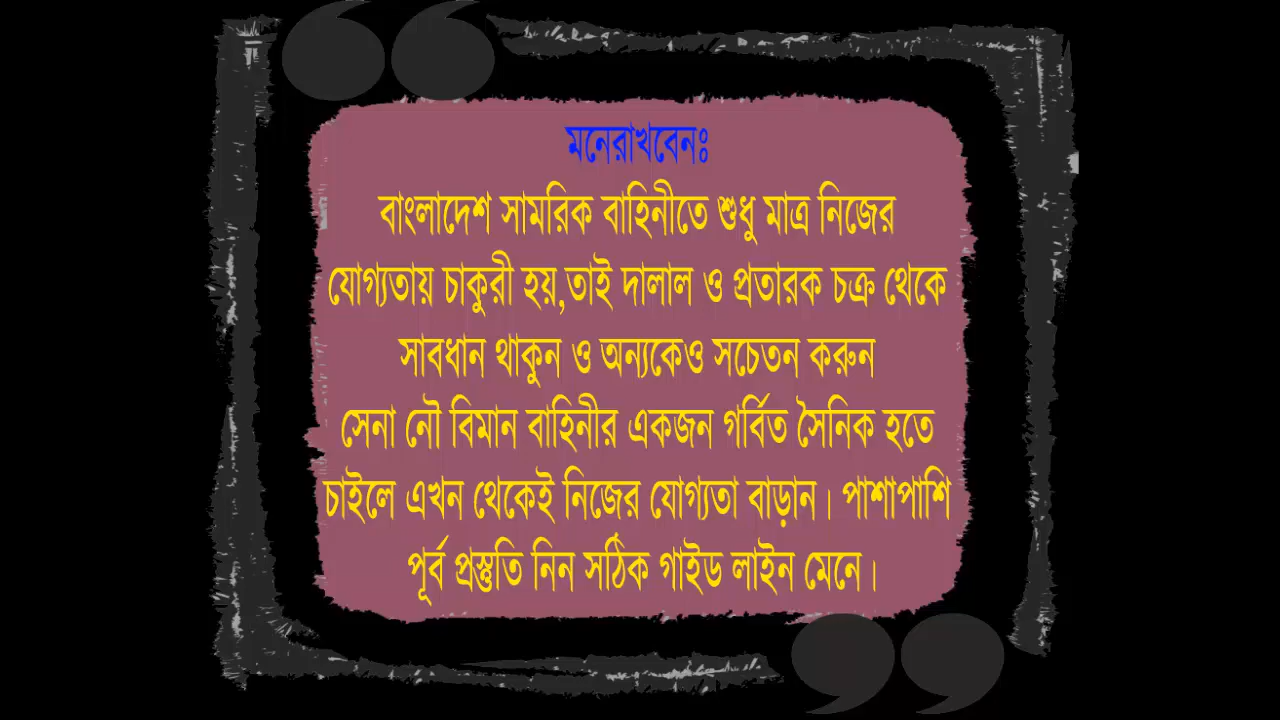 মনেরাখবেনঃ
বাংলাদেশ সামরিক বাহিনীতে শুধু মাত্র নিজের
যোগ্যতায় চাকুরী হয়,তাই দালাল ও প্রতারক চক্র থেকে
সাবধান থাকুন ও অন্যকেও সচেতন করুন
সেনা নৌ বিমান বাহিনীর একজন গর্বিত সৈনিক হতে
চাইলে এখন থেকেই নিজের যোগ্যতা বাড়ান। পাশাপাশি
পূর্ব প্রস্তুতি নিন সঠিক গাইড লাইন মেনে।